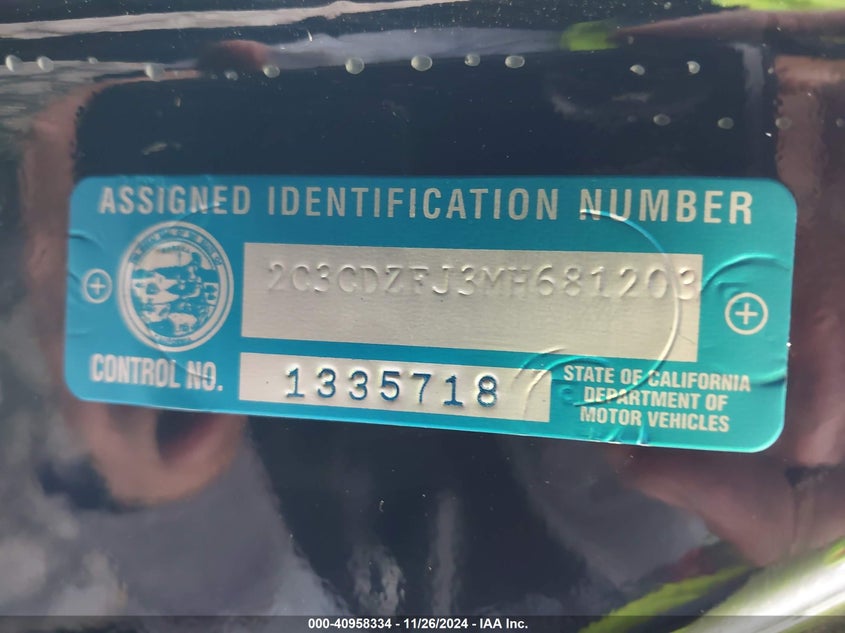 ASSIGNED IDENTIFICATION NUMBER
2C3CDZFJ3MH681203
CONTROL NO. 1335718
STATE OF CALIFORNIA
DEPARTMENT OF
MOTOR VEHICLES
000-40958334 — 11/26/2024 — IAA Inc.